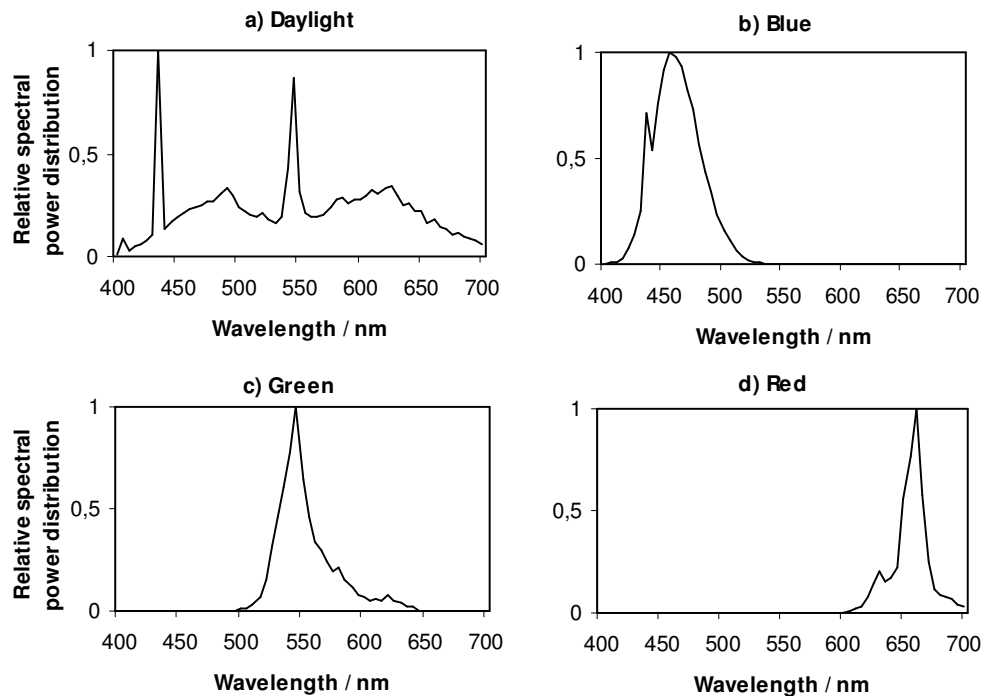 a) Daylight
Relative spectral
power distribution
1
0,5
0
400 450 500 550 600 650 700
Wavelength / nm
b) Blue
1
0,5
0
400 450 500 550 600 650 700
Wavelength / nm
c) Green
Relative spectral
power distribution
1
0,5
0
400 450 500 550 600 650 700
Wavelength / nm
d) Red
1
0,5
0
400 450 500 550 600 650 700
Wavelength / nm